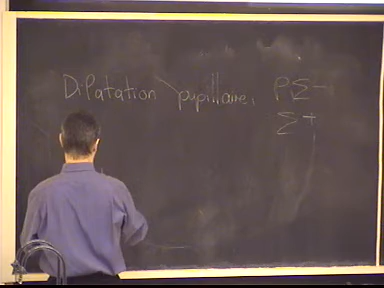 Dilatation pupillaire, PΣ-
Σ+